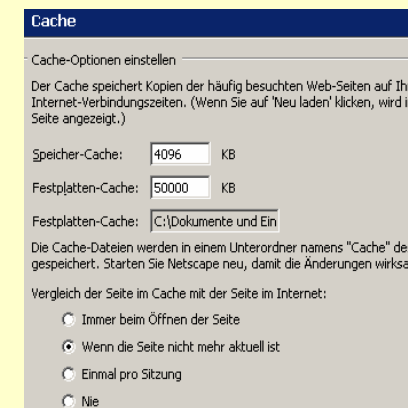 Cache
Cache-Optionen einstellen
Der Cache speichert Kopien der häufig besuchten Web-Seiten auf Ih
Internet-Verbindungszeiten. (Wenn Sie auf 'Neu laden' klicken, wird i
Seite angezeigt.)
Speicher-Cache: 4096 KB
Festplatten-Cache: 50000 KB
Festplatten-Cache: C:\Dokumente und Ein
Die Cache-Dateien werden in einem Unterordner namens "Cache" de
gespeichert. Starten Sie Netscape neu, damit die Änderungen wirksa
Vergleich der Seite im Cache mit der Seite im Internet:
Immer beim Öffnen der Seite
Wenn die Seite nicht mehr aktuell ist
Einmal pro Sitzung
Nie